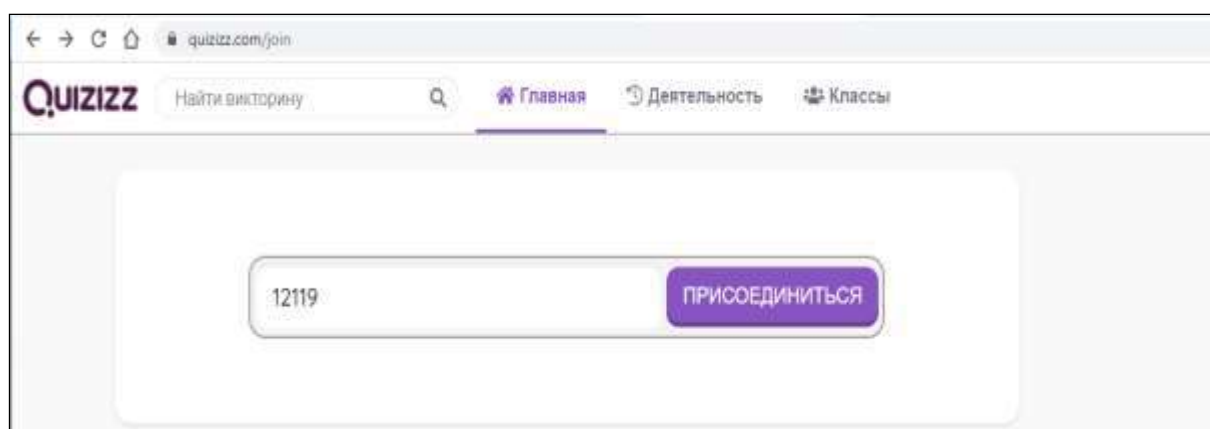 quizizz.com/join
QUIZIZZ Найти викторину Главная Деятельность Классы
12119 ПРИСОЕДИНИТЬСЯ